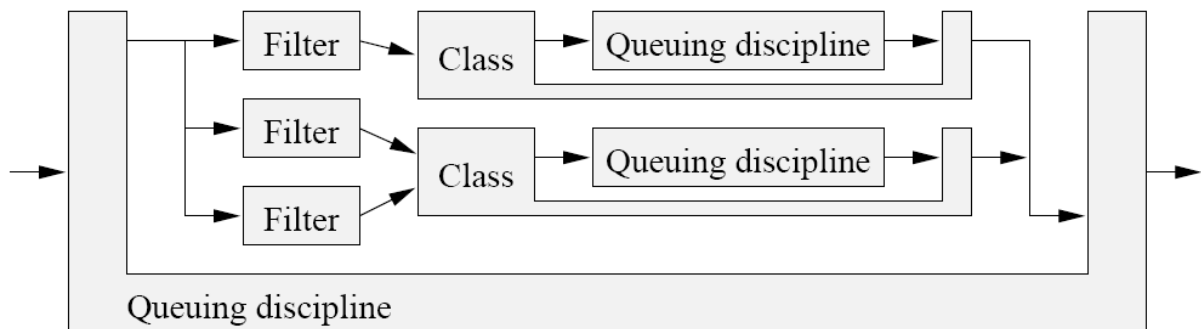 Filter
Class
Queuing discipline
Filter
Class
Queuing discipline
Filter
Queuing discipline